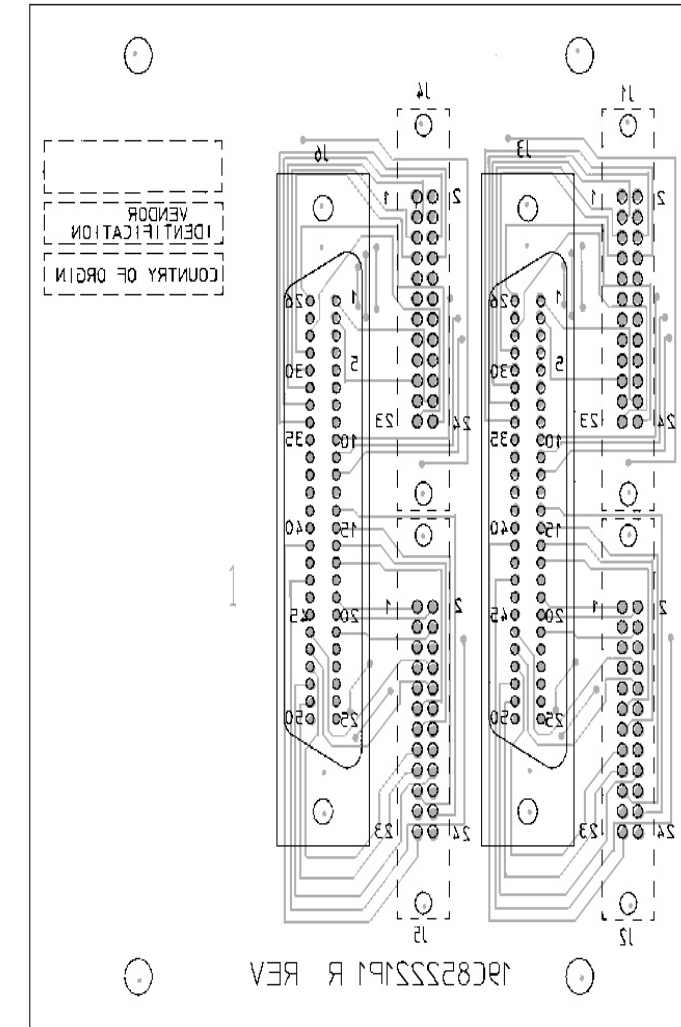 J4 J1
J6 J3
1 2 1 2
VENDOR
IDENTIFICATION
COUNTRY OF ORGIN
26 1 26 1
30 5 30 5
23 24 23 24
35 10 35 10
40 15 40 15
1
45 20 1 2 45 20 1 2
50 25 50 25
23 24 23 24
J5 J2
19C852221P1 R REV